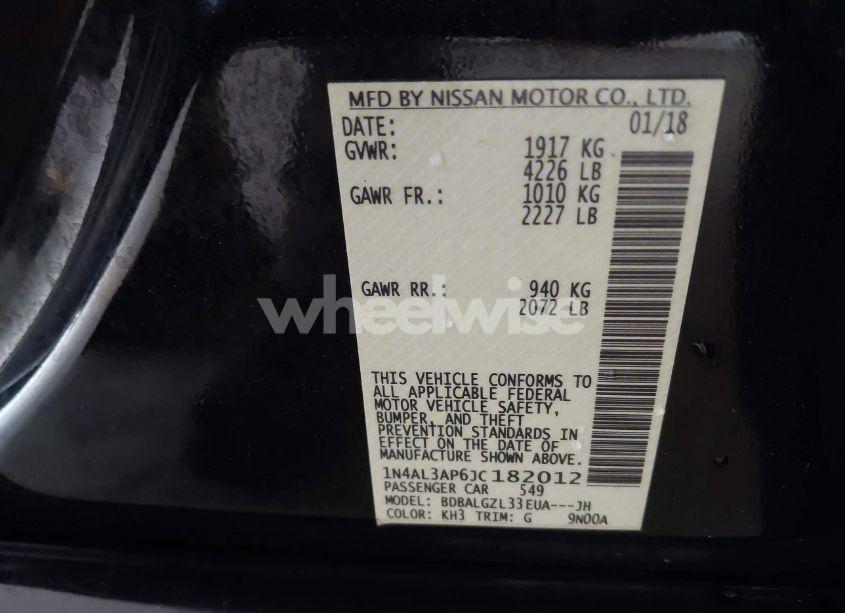 MFD BY NISSAN MOTOR CO., LTD.
DATE: 01/18
GVWR: 1917 KG
4226 LB
GAWR FR.: 1010 KG
2227 LB
GAWR RR.: 940 KG
2072 LB
wheelwise
THIS VEHICLE CONFORMS TO
ALL APPLICABLE FEDERAL
MOTOR VEHICLE SAFETY,
BUMPER, AND THEFT
PREVENTION STANDARDS IN
EFFECT ON THE DATE OF
MANUFACTURE SHOWN ABOVE.
1N4AL3AP6JC182012
PASSENGER CAR 549
MODEL: BDBALGZL33EUA---JH
COLOR: KH3 TRIM: G 9N00A